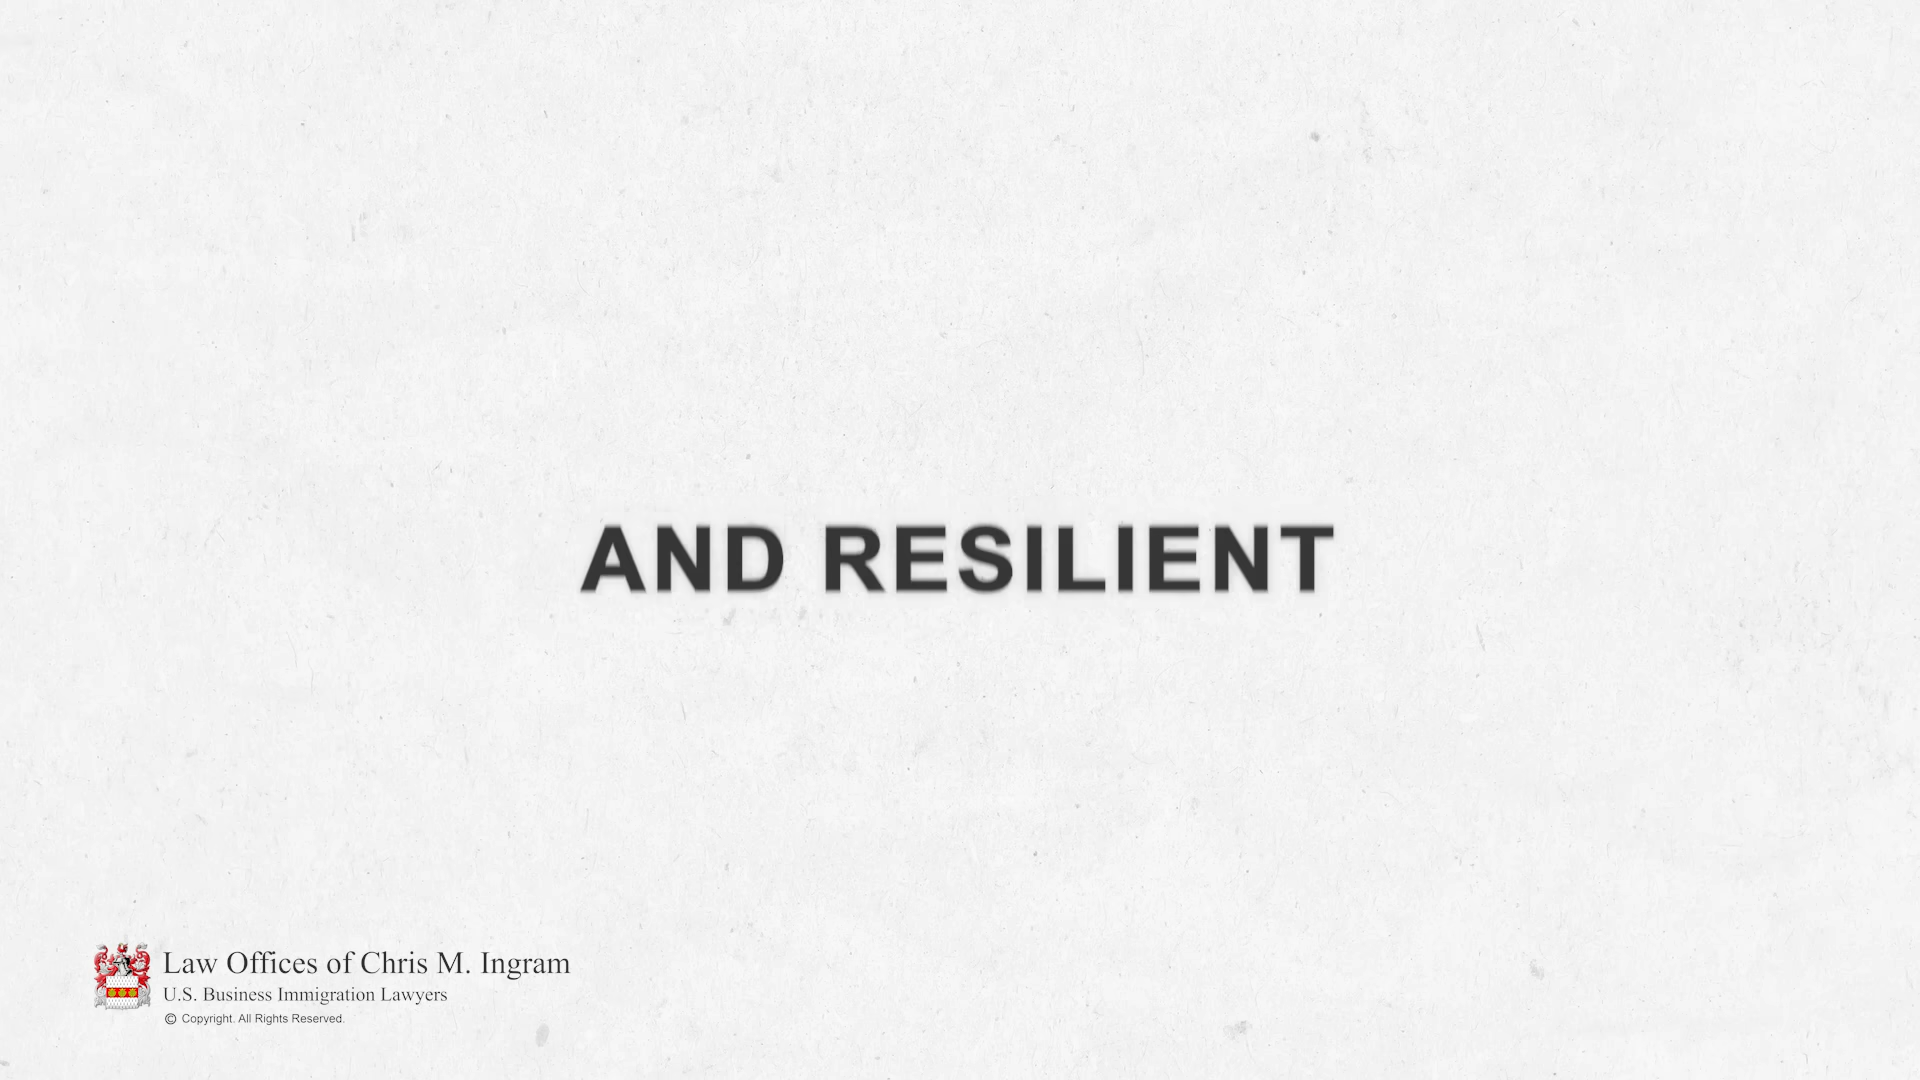 AND RESILIENT
Law Offices of Chris M. Ingram
U.S. Business Immigration Lawyers
© Copyright. All Rights Reserved.